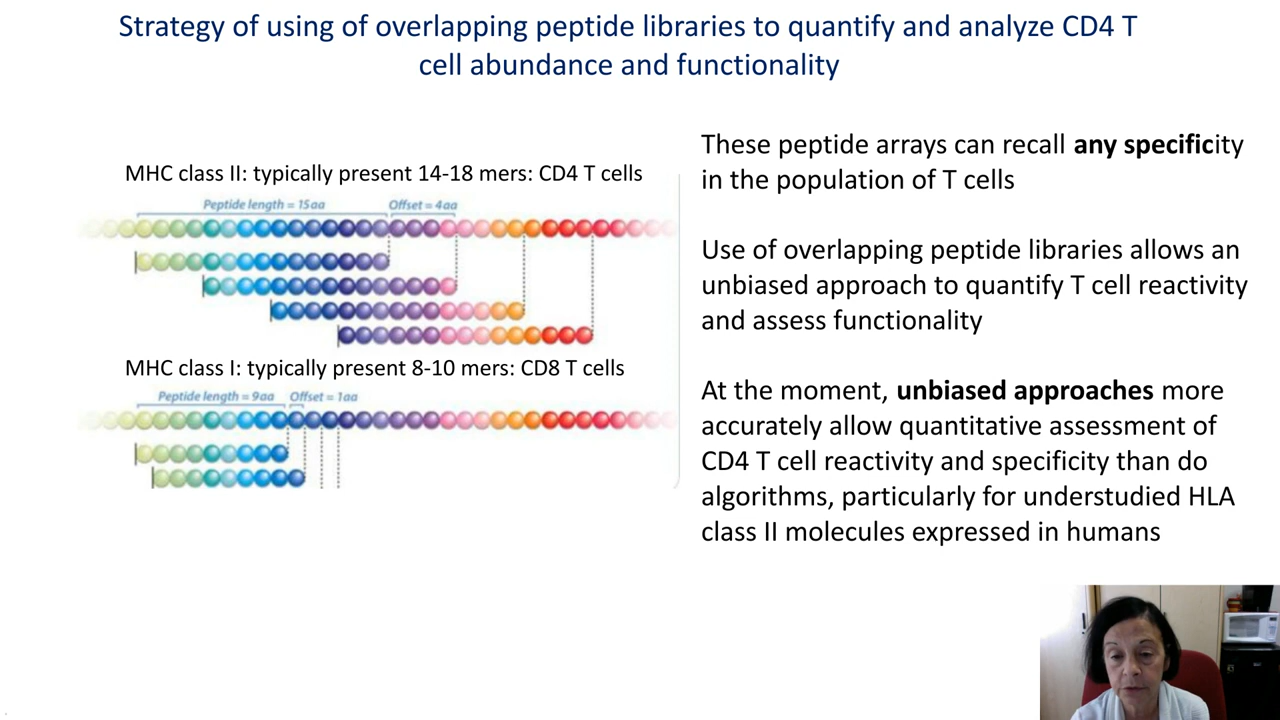 Strategy of using of overlapping peptide libraries to quantify and analyze CD4 T
cell abundance and functionality
MHC class II: typically present 14-18 mers: CD4 T cells
Peptide length = 15aa
Offset = 4aa
MHC class I: typically present 8-10 mers: CD8 T cells
Peptide length = 9aa
Offset = 1aa
These peptide arrays can recall any specificity
in the population of T cells
Use of overlapping peptide libraries allows an
unbiased approach to quantify T cell reactivity
and assess functionality
At the moment, unbiased approaches more
accurately allow quantitative assessment of
CD4 T cell reactivity and specificity than do
algorithms, particularly for understudied HLA
class II molecules expressed in humans